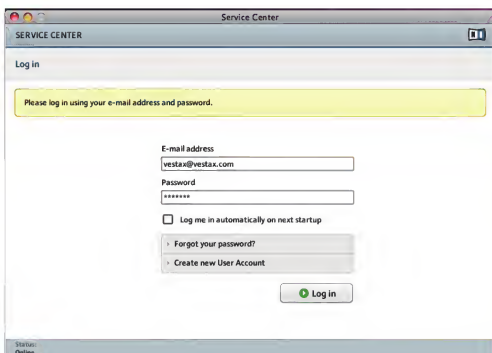 Service Center
SERVICE CENTER
Log in
Please log in using your e-mail address and password.
E-mail address
vestax@vestax.com
Password
*******
Log me in automatically on next startup
Forgot your password?
Create new User Account
Log in
Status:
Online